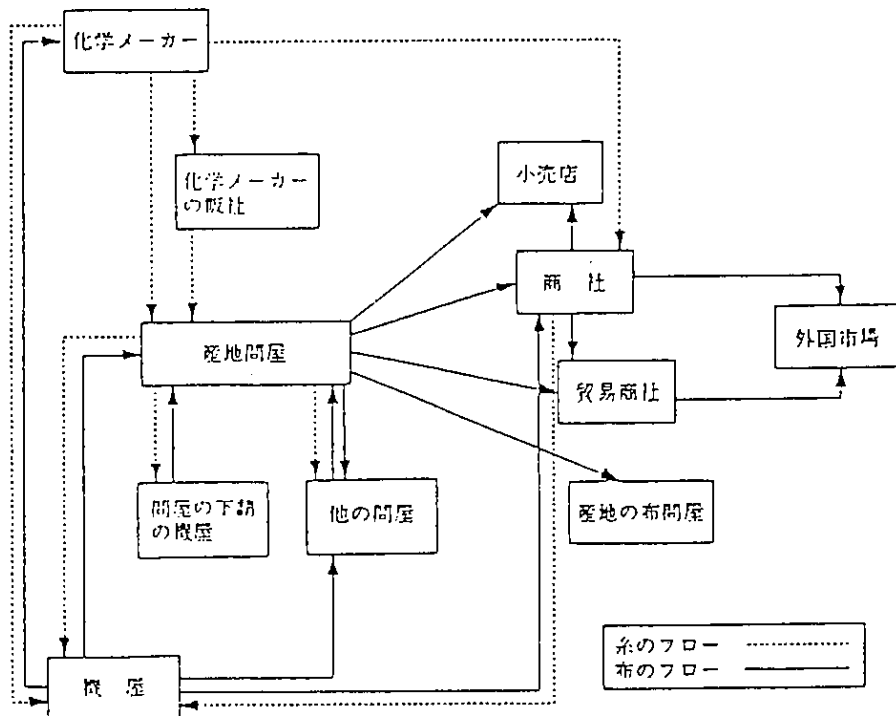 化学メーカー
化学メーカー
の販社
小売店
商 社
外国市場
産地問屋
貿易商社
問屋の下請
の機屋
他の問屋
産地の布問屋
機 屋
糸のフロー
布のフロー